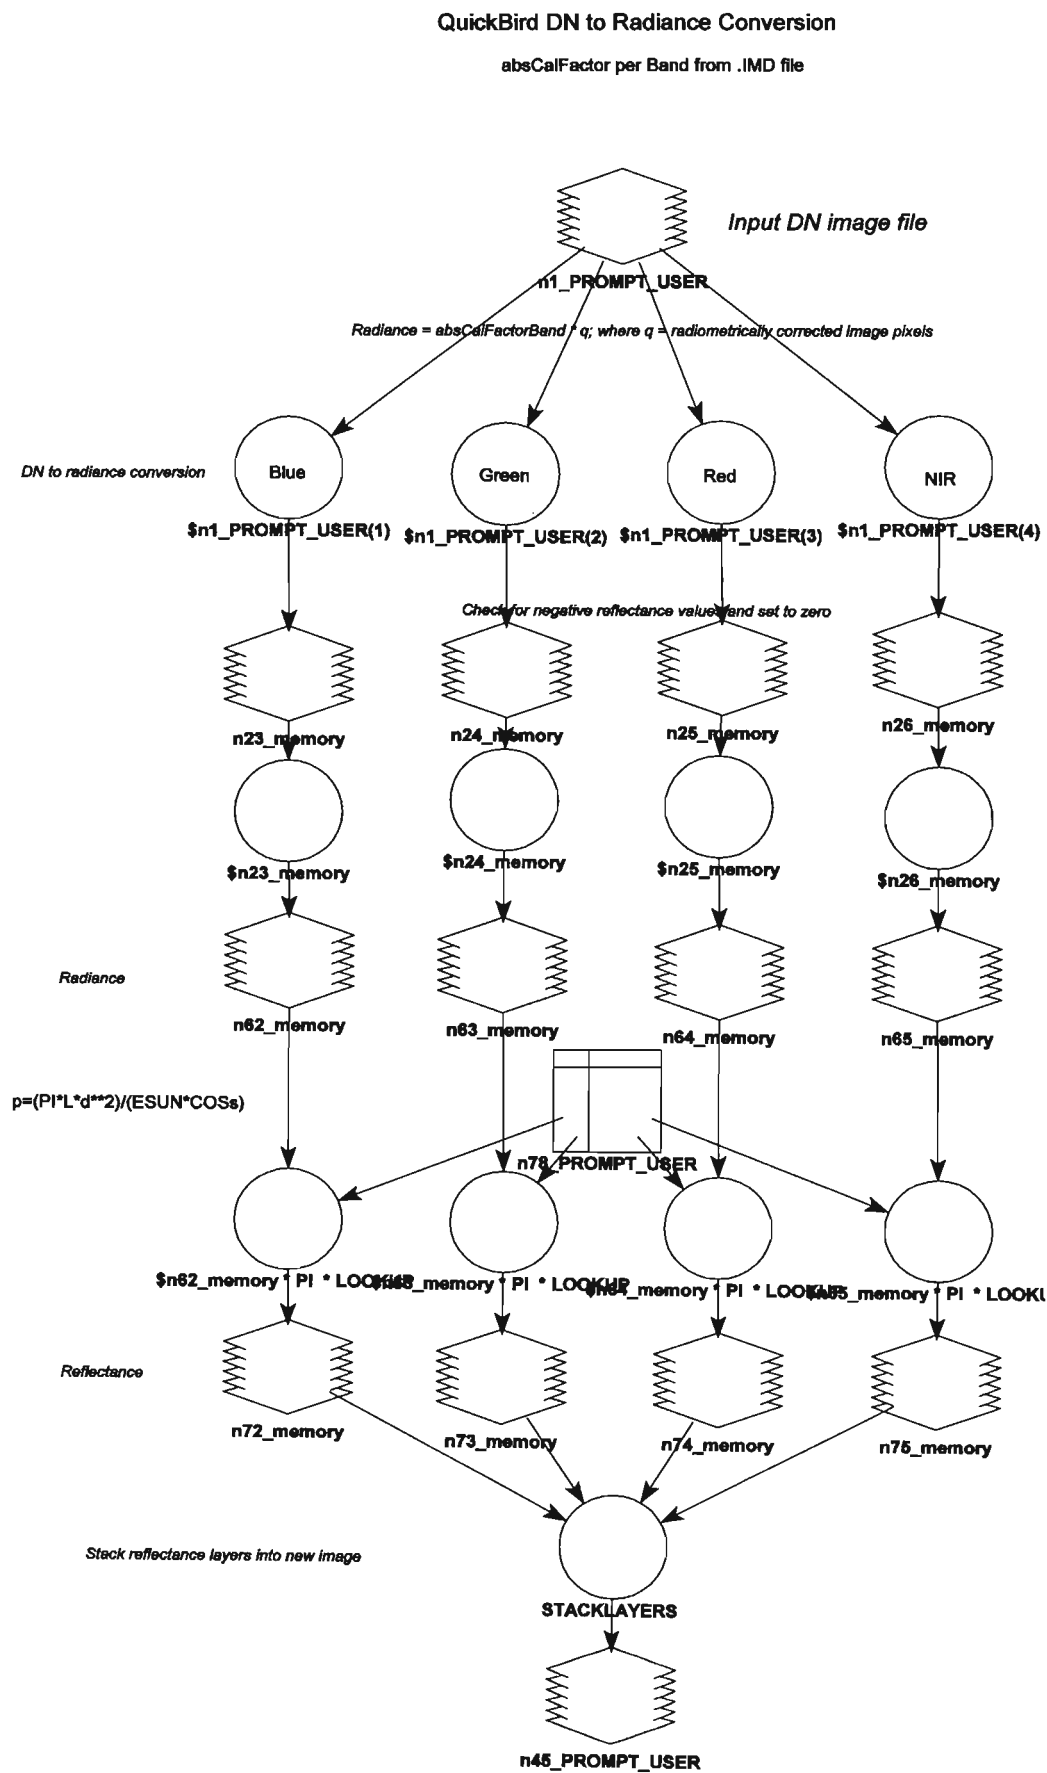 QuickBird DN to Radiance Conversion
absCalFactor per Band from .IMD file
Input DN image file
n1_PROMPT_USER
Radiance = absCalFactorBand * q; where q = radiometrically corrected image pixels
DN to radiance conversion
Blue
Green
Red
NIR
$n1_PROMPT_USER(1)
$n1_PROMPT_USER(2)
$n1_PROMPT_USER(3)
$n1_PROMPT_USER(4)
Check for negative reflectance values and set to zero
n23_memory
n24_memory
n25_memory
n26_memory
$n23_memory
$n24_memory
$n25_memory
$n26_memory
Radiance
n62_memory
n63_memory
n64_memory
n65_memory
p=(PI*L*d**2)/(ESUN*COSs)
n78_PROMPT_USER
$n62_memory * PI * LOOKUP
$n63_memory * PI * LOOKUP
$n64_memory * PI * LOOKUP
$n65_memory * PI * LOOKU
Reflectance
n72_memory
n73_memory
n74_memory
n75_memory
Stack reflectance layers into new image
STACKLAYERS
n45_PROMPT_USER